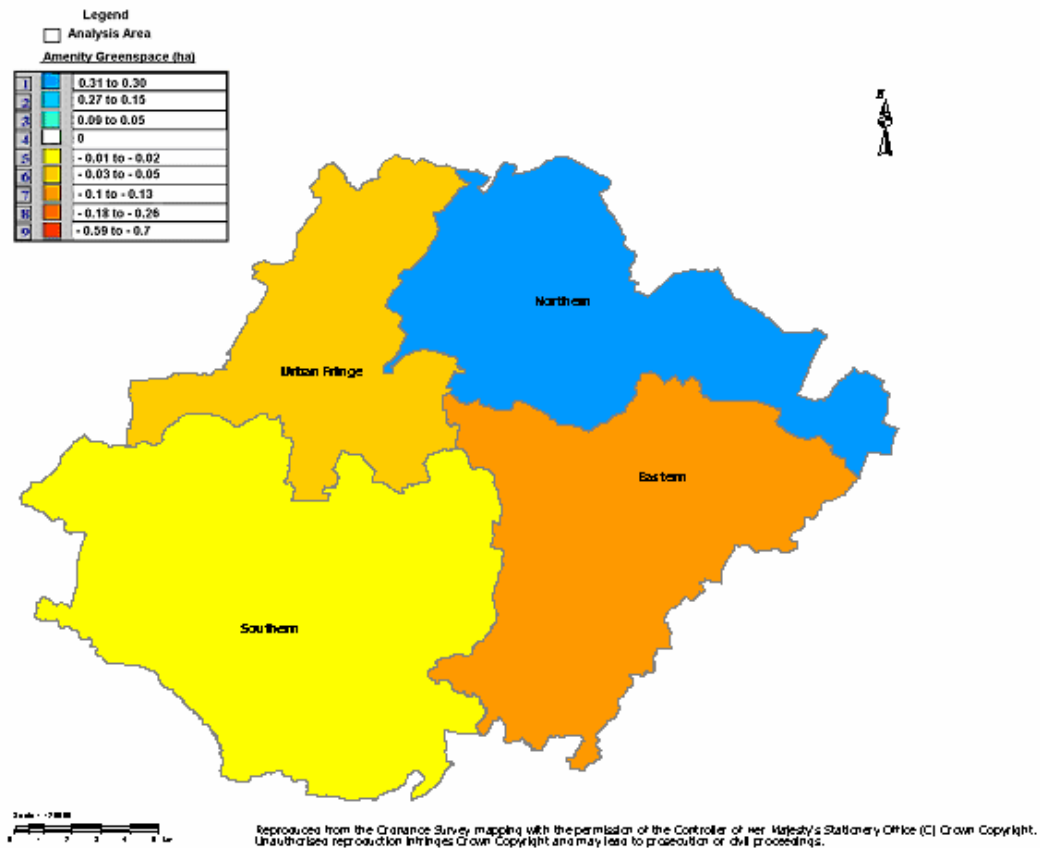 Legend
Analysis Area
Amenity Greenspace (ha)
1 0.31 to 0.30
2 0.27 to 0.15
3 0.09 to 0.05
4 0
5 - 0.01 to - 0.02
6 - 0.03 to - 0.05
7 - 0.1 to - 0.13
8 - 0.18 to - 0.26
9 - 0.59 to - 0.7
Northern
Urban Fringe
Eastern
Southern
Reproduced from the Ordnance Survey mapping with the permission of the Controller of Her Majesty's Stationery Office (C) Crown Copyright.
Unauthorised reproduction infringes Crown Copyright and may lead to prosecution or civil proceedings.